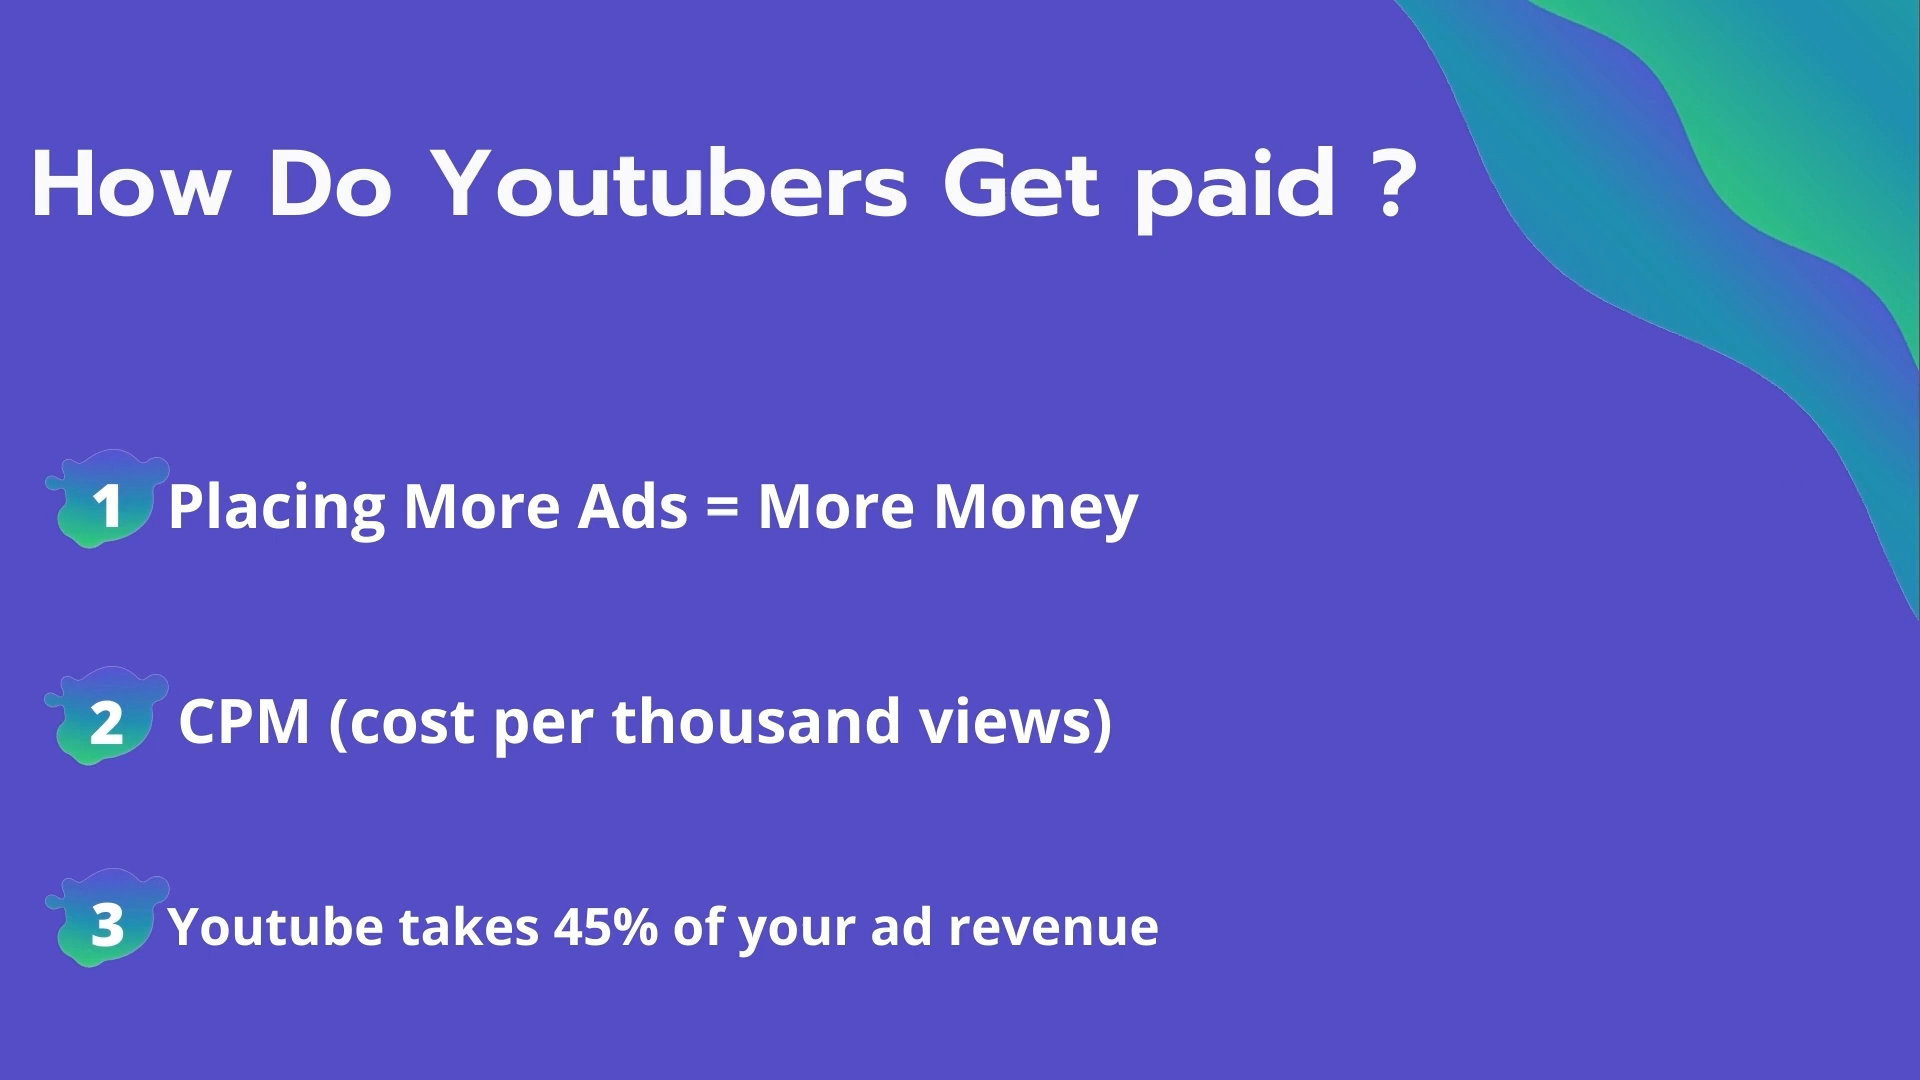 How Do Youtubers Get paid ?
1 Placing More Ads = More Money
2 CPM (cost per thousand views)
3 Youtube takes 45% of your ad revenue